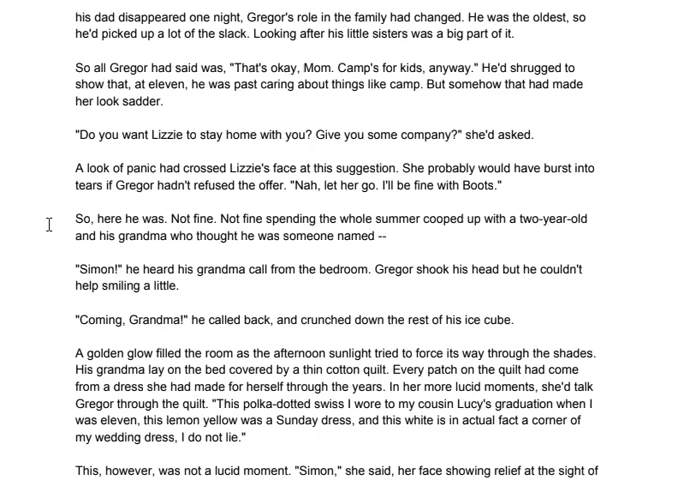 his dad disappeared one night, Gregor's role in the family had changed. He was the oldest, so
he'd picked up a lot of the slack. Looking after his little sisters was a big part of it.
So all Gregor had said was, "That's okay, Mom. Camp's for kids, anyway." He'd shrugged to
show that, at eleven, he was past caring about things like camp. But somehow that had made
her look sadder.
"Do you want Lizzie to stay home with you? Give you some company?" she'd asked.
A look of panic had crossed Lizzie's face at this suggestion. She probably would have burst into
tears if Gregor hadn't refused the offer. "Nah, let her go. I'll be fine with Boots."
So, here he was. Not fine. Not fine spending the whole summer cooped up with a two-year-old
and his grandma who thought he was someone named --
"Simon!" he heard his grandma call from the bedroom. Gregor shook his head but he couldn't
help smiling a little.
"Coming, Grandma!" he called back, and crunched down the rest of his ice cube.
A golden glow filled the room as the afternoon sunlight tried to force its way through the shades.
His grandma lay on the bed covered by a thin cotton quilt. Every patch on the quilt had come
from a dress she had made for herself through the years. In her more lucid moments, she'd talk
Gregor through the quilt. "This polka-dotted swiss I wore to my cousin Lucy's graduation when I
was eleven, this lemon yellow was a Sunday dress, and this white is in actual fact a corner of
my wedding dress, I do not lie."
This, however, was not a lucid moment. "Simon," she said, her face showing relief at the sight of